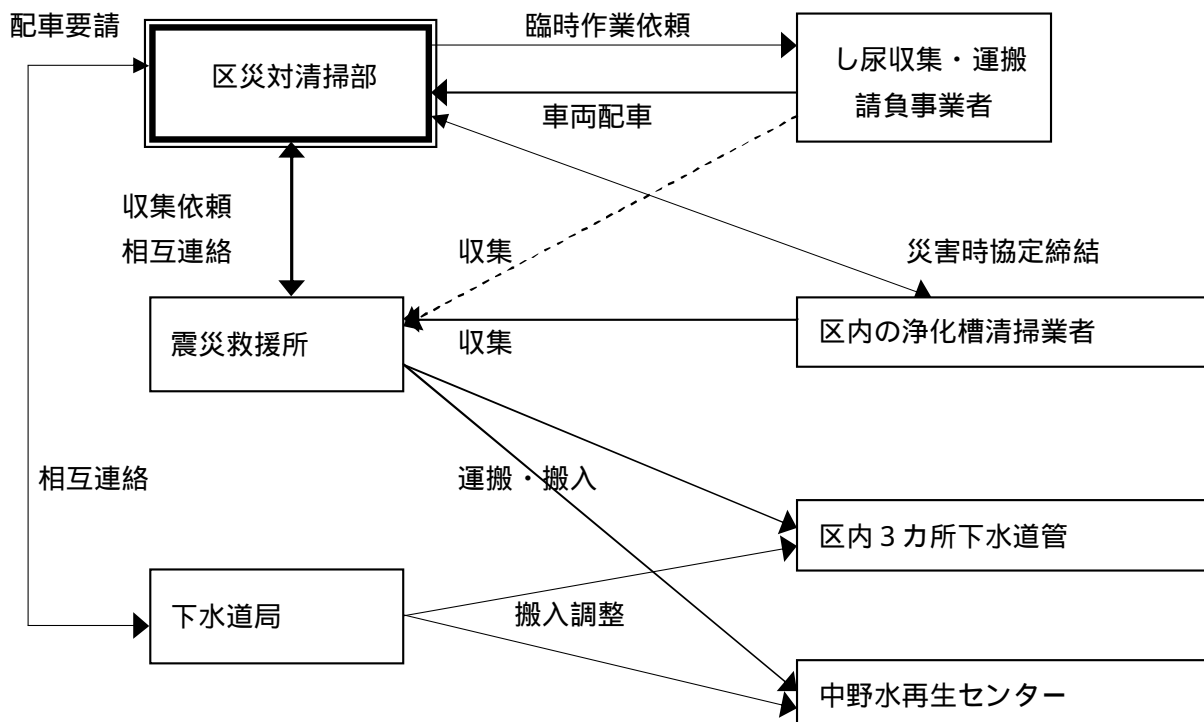 配車要請
臨時作業依頼
区災対清掃部
し尿収集・運搬
請負事業者
車両配車
収集依頼
相互連絡
収集
災害時協定締結
震災救援所
収集
区内の浄化槽清掃業者
相互連絡
運搬・搬入
区内３カ所下水道管
下水道局
搬入調整
中野水再生センター